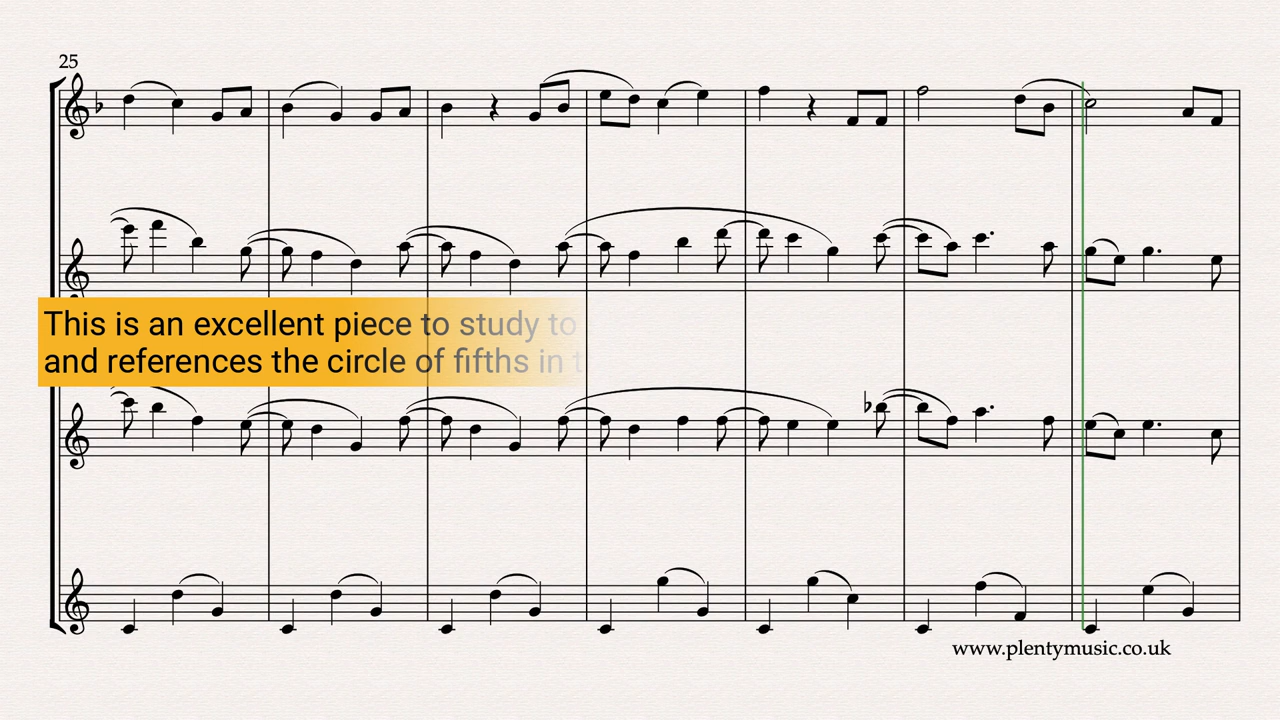 25
This is an excellent piece to study to
and references the circle of fifths in
www.plentymusic.co.uk